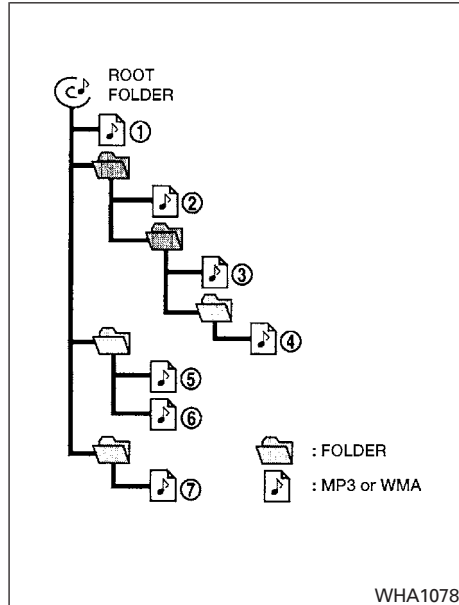 ROOT
FOLDER
①
②
③
④
⑤
⑥
: FOLDER
: MP3 or WMA
⑦
WHA1078